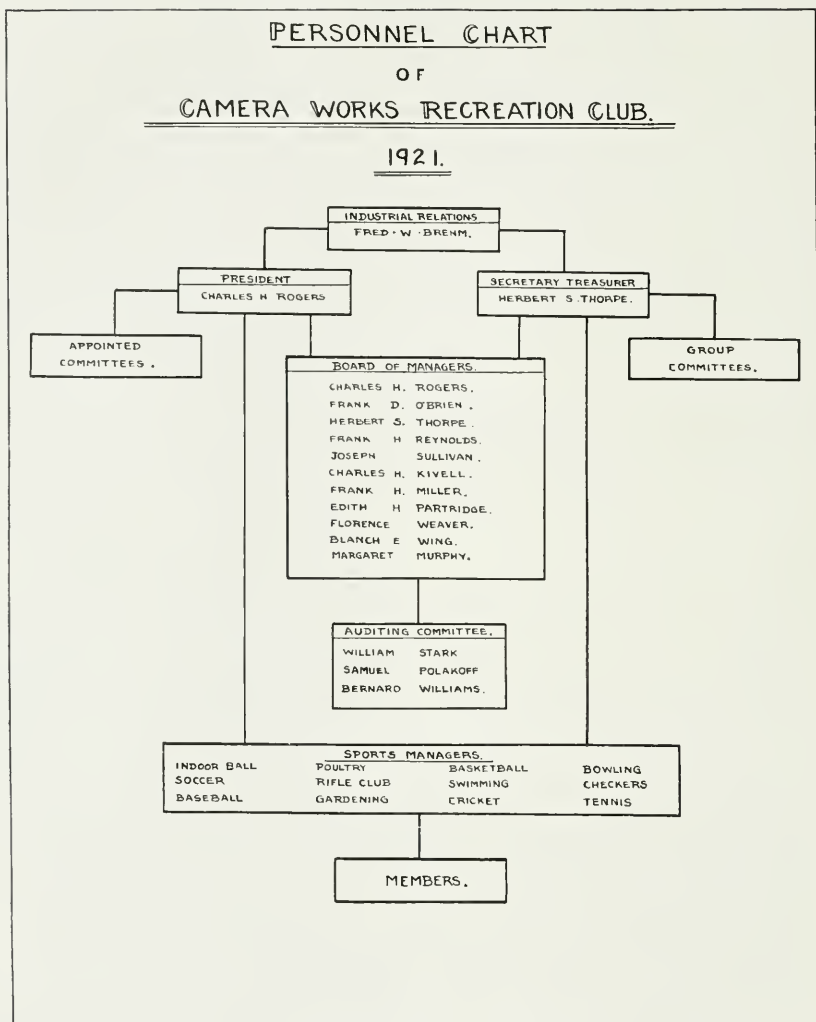 PERSONNEL CHART
OF
CAMERA WORKS RECREATION CLUB.
1921.
INDUSTRIAL RELATIONS
FRED · W · BREHM.
PRESIDENT
CHARLES H ROGERS
SECRETARY TREASURER
HERBERT S. THORPE.
APPOINTED
COMMITTEES.
GROUP
COMMITTEES.
BOARD OF MANAGERS.
CHARLES H. ROGERS.
FRANK D. O'BRIEN.
HERBERT S. THORPE.
FRANK H REYNOLDS.
JOSEPH SULLIVAN.
CHARLES H. KIVELL.
FRANK H. MILLER.
EDITH H PARTRIDGE.
FLORENCE WEAVER.
BLANCH E WING.
MARGARET MURPHY.
AUDITING COMMITTEE.
WILLIAM STARK
SAMUEL POLAKOFF
BERNARD WILLIAMS.
SPORTS MANAGERS.
INDOOR BALL POULTRY BASKETBALL BOWLING
SOCCER RIFLE CLUB SWIMMING CHECKERS
BASEBALL GARDENING CRICKET TENNIS
MEMBERS.